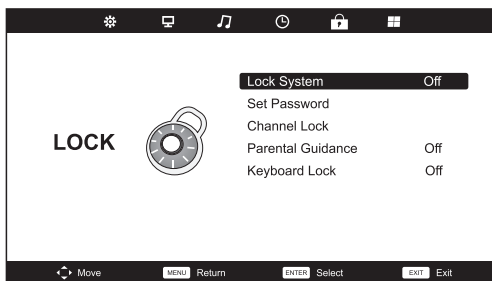 Lock System Off
Set Password
Channel Lock
LOCK
Parental Guidance Off
Keyboard Lock Off
Move MENU Return ENTER Select EXIT Exit